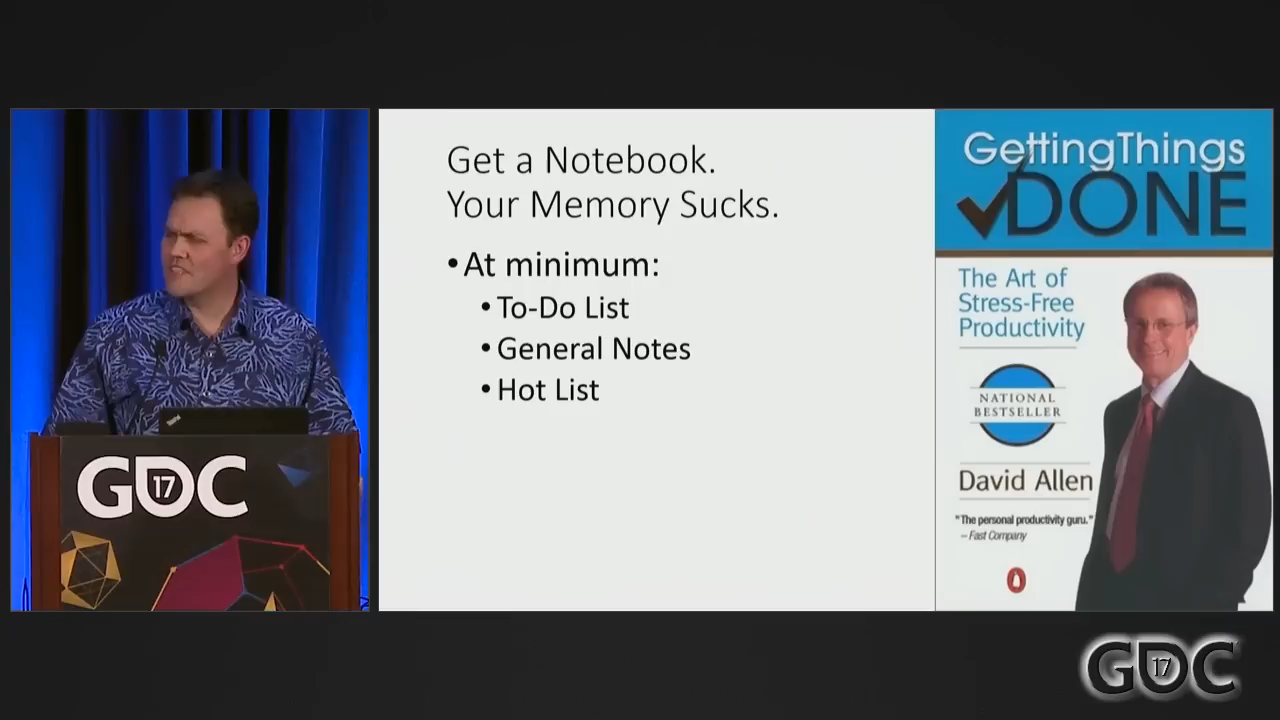 Get a Notebook.
Your Memory Sucks.
•At minimum:
•To-Do List
•General Notes
•Hot List
GettingThings
DONE
The Art of
Stress-Free
Productivity
NATIONAL
BESTSELLER
David Allen
"The personal productivity guru."
– Fast Company
GDC
17
GDC
17